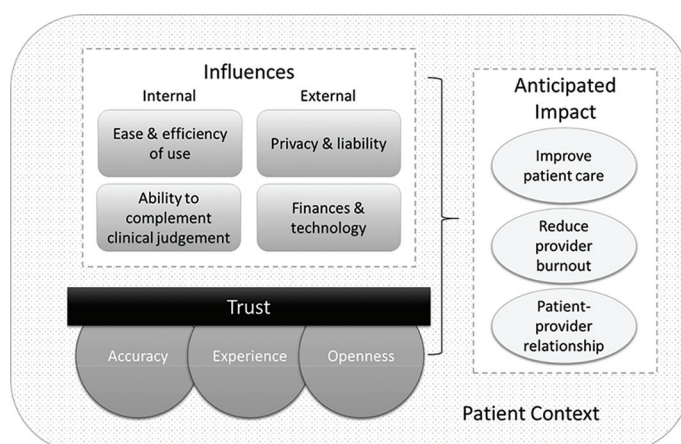 Influences
Internal
External
Ease & efficiency
of use
Privacy & liability
Ability to
complement
clinical judgement
Finances &
technology
Trust
Accuracy
Experience
Openness
Anticipated
Impact
Improve
patient care
Reduce
provider
burnout
Patient-
provider
relationship
Patient Context